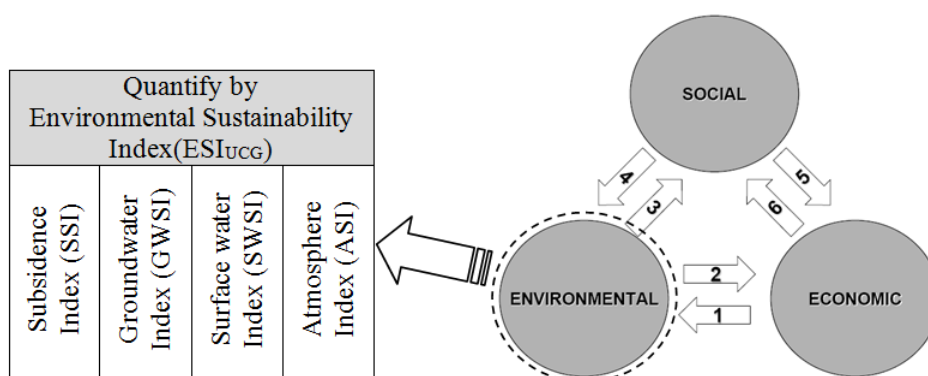 Quantify by
Environmental Sustainability
Index(ESIUCG)
Subsidence
Index (SSI)
Groundwater
Index (GWSI)
Surface water
Index (SWSI)
Atmosphere
Index (ASI)
SOCIAL
4
3
5
6
ENVIRONMENTAL
2
1
ECONOMIC